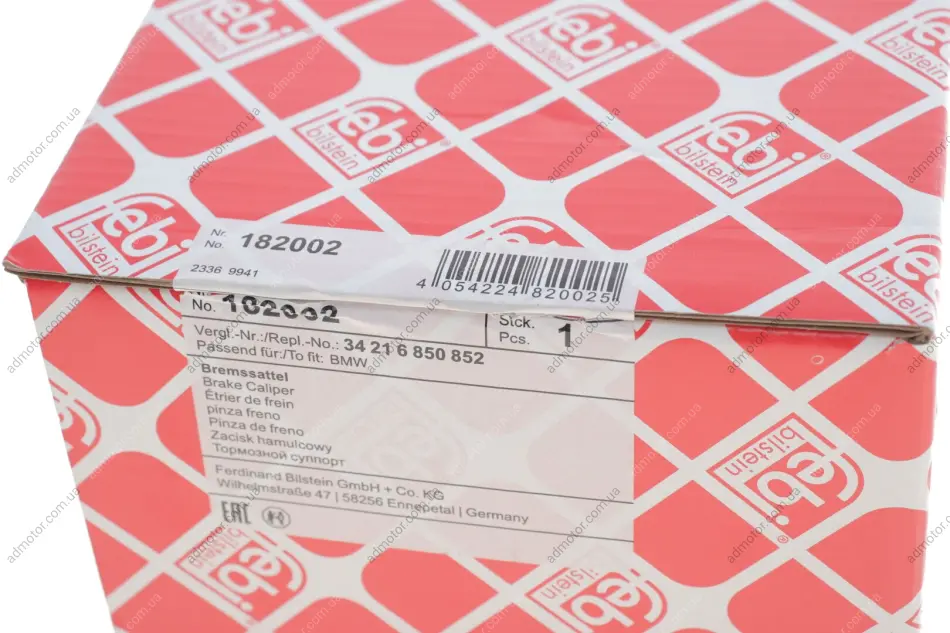 febi
bilstein
Nr.
No. 182002
2336 9941
4 054224 820025
No. 182002
Stck.
Pcs. 1
Vergl.-Nr./Repl.-No.: 34 21 6 850 852
Passend für:/To fit: BMW
Bremssattel
Brake Caliper
Étrier de frein
pinza freno
Pinza de freno
Zacisk hamulcowy
Тормозной суппорт
Ferdinand Bilstein GmbH + Co. KG
Wilhelmstraße 47 | 58256 Ennepetal | Germany
EAC
admotor.com.ua